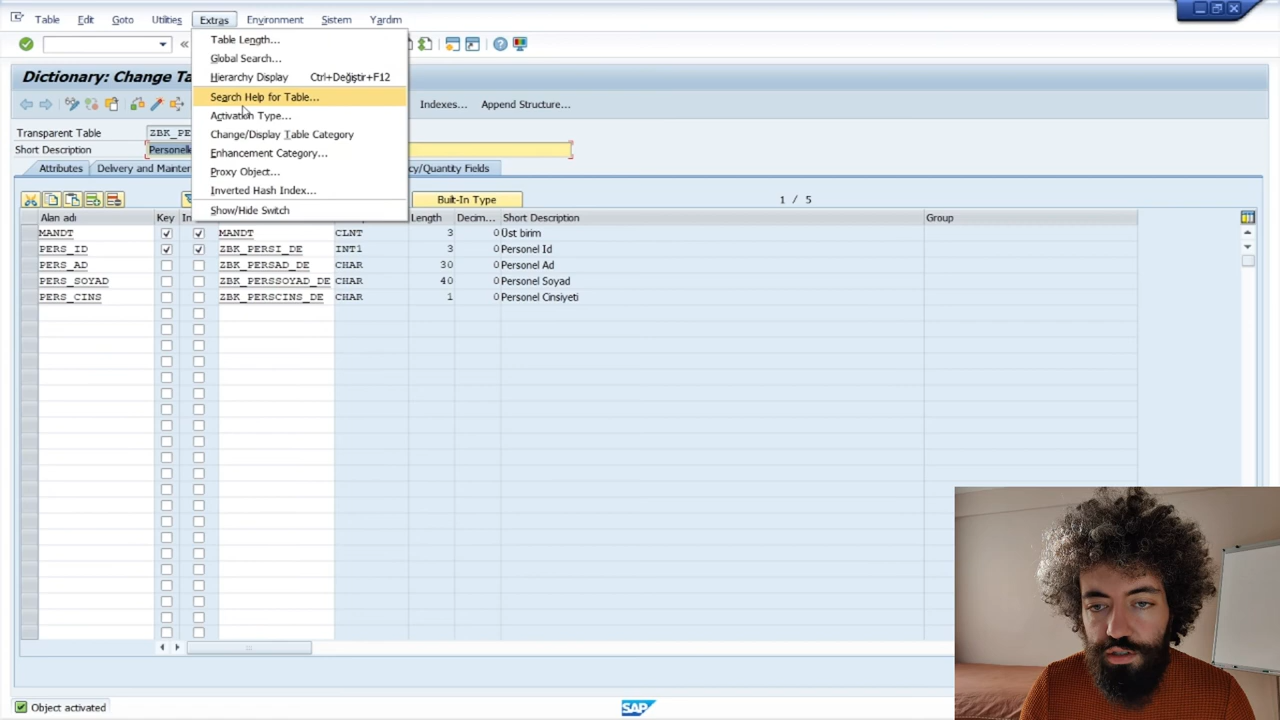 Table Edit Goto Utilities Extras Environment Sistem Yardım
Table Length...
Global Search...
Hierarchy Display Ctrl+Değiştir+F12
Dictionary: Change Ta
Search Help for Table...
Indexes... Append Structure...
Activation Type...
Transparent Table ZBK_PE
Change/Display Table Category
Short Description Personel
Enhancement Category...
Attributes Delivery and Mainten cy/Quantity Fields
Proxy Object...
Inverted Hash Index...
Built-In Type 1 / 5
Show/Hide Switch
Alan adı Key In Length Decim... Short Description Group
MANDT MANDT CLNT 3 0 Üst birim
PERS_ID ZBK_PERSI_DE INT1 3 0 Personel Id
PERS_AD ZBK_PERSAD_DE CHAR 30 0 Personel Ad
PERS_SOYAD ZBK_PERSSOYAD_DE CHAR 40 0 Personel Soyad
PERS_CINS ZBK_PERSCINS_DE CHAR 1 0 Personel Cinsiyeti
Object activated
SAP